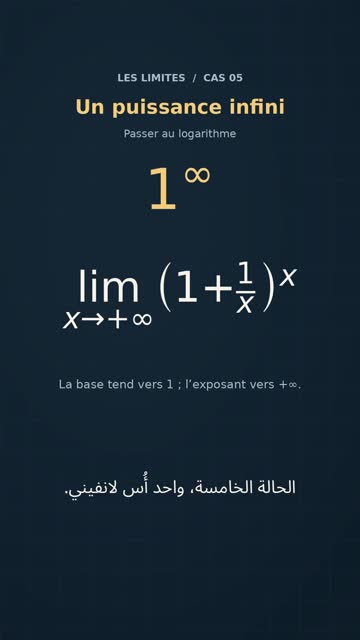 LES LIMITES / CAS 05
Un puissance infini
Passer au logarithme
1^∞
lim x→+∞ (1+1/x)^x
La base tend vers 1 ; l’exposant vers +∞.
الحالة الخامسة، واحد أُس لانفيني.